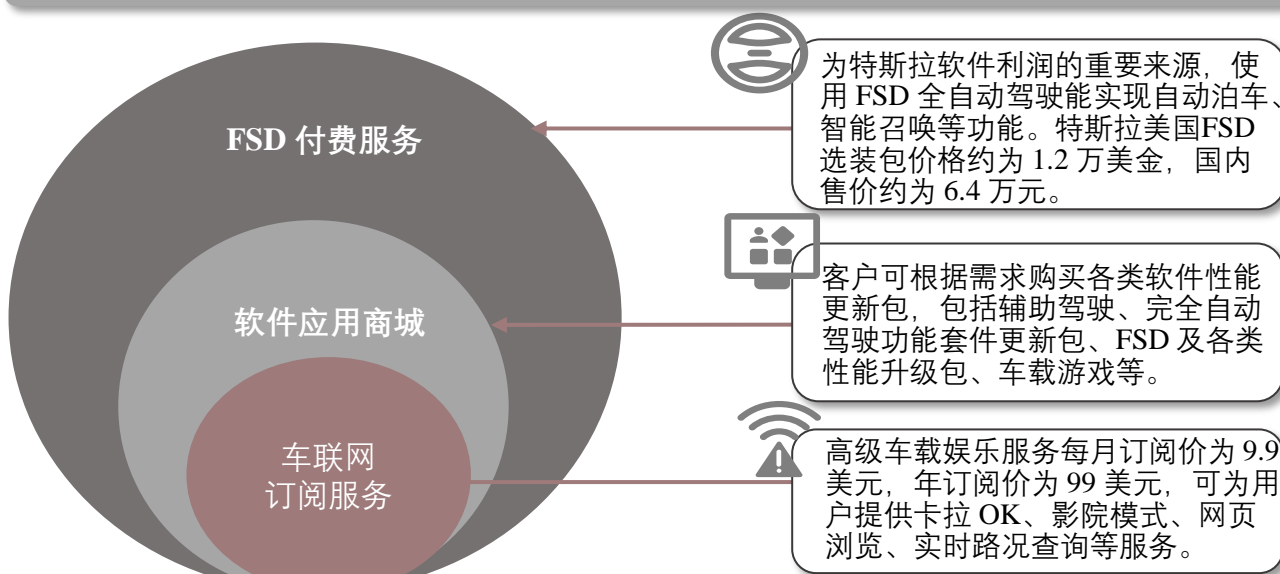 FSD 付费服务
为特斯拉软件利润的重要来源，使
用 FSD 全自动驾驶能实现自动泊车、
智能召唤等功能。特斯拉美国FSD
选装包价格约为 1.2 万美金，国内
售价约为 6.4 万元。
软件应用商城
客户可根据需求购买各类软件性能
更新包，包括辅助驾驶、完全自动
驾驶功能套件更新包、FSD 及各类
性能升级包、车载游戏等。
车联网
订阅服务
高级车载娱乐服务每月订阅价为 9.9
美元，年订阅价为 99 美元，可为用
户提供卡拉 OK、影院模式、网页
浏览、实时路况查询等服务。